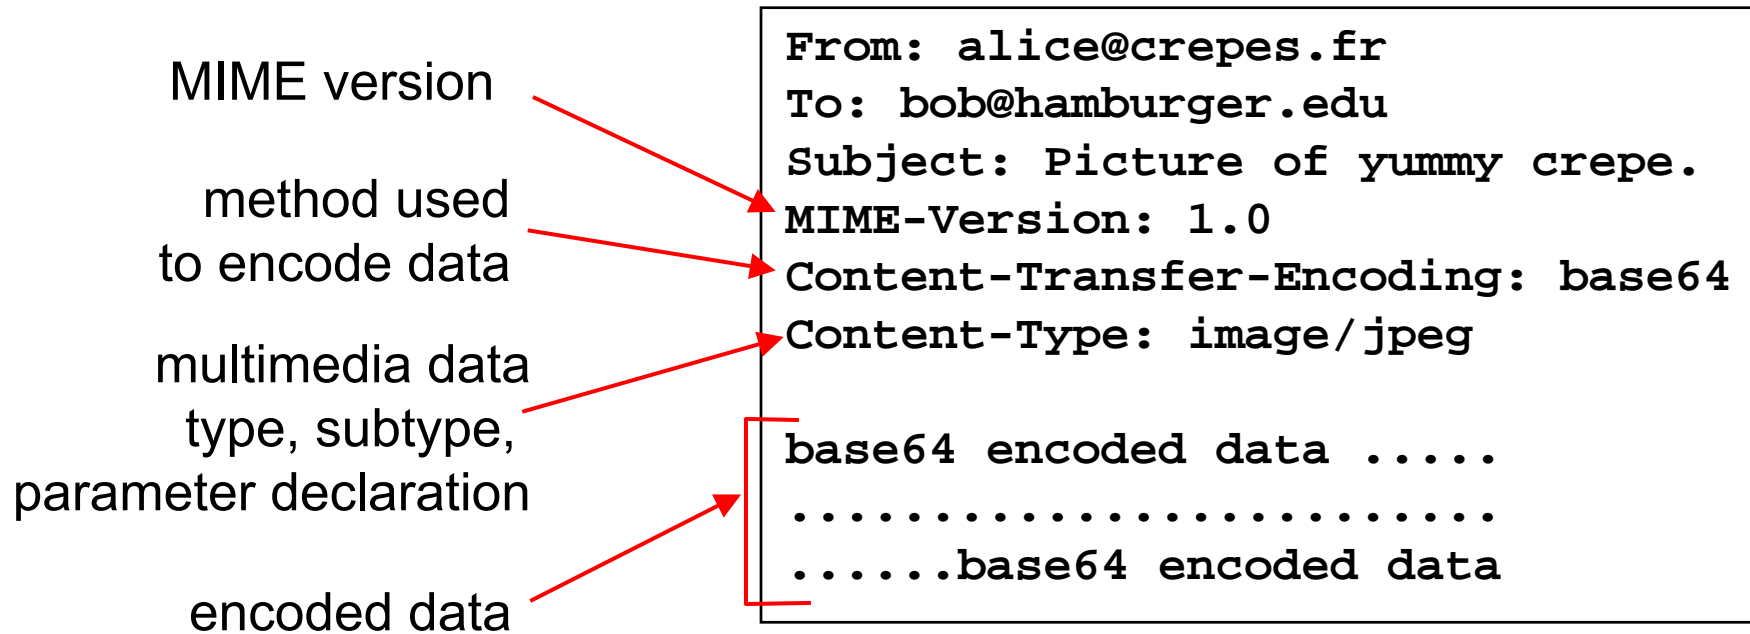 MIME version
method used
to encode data
multimedia data
type, subtype,
parameter declaration
encoded data
From: alice@crepes.fr
To: bob@hamburger.edu
Subject: Picture of yummy crepe.
MIME-Version: 1.0
Content-Transfer-Encoding: base64
Content-Type: image/jpeg
base64 encoded data .....
.........................
......base64 encoded data